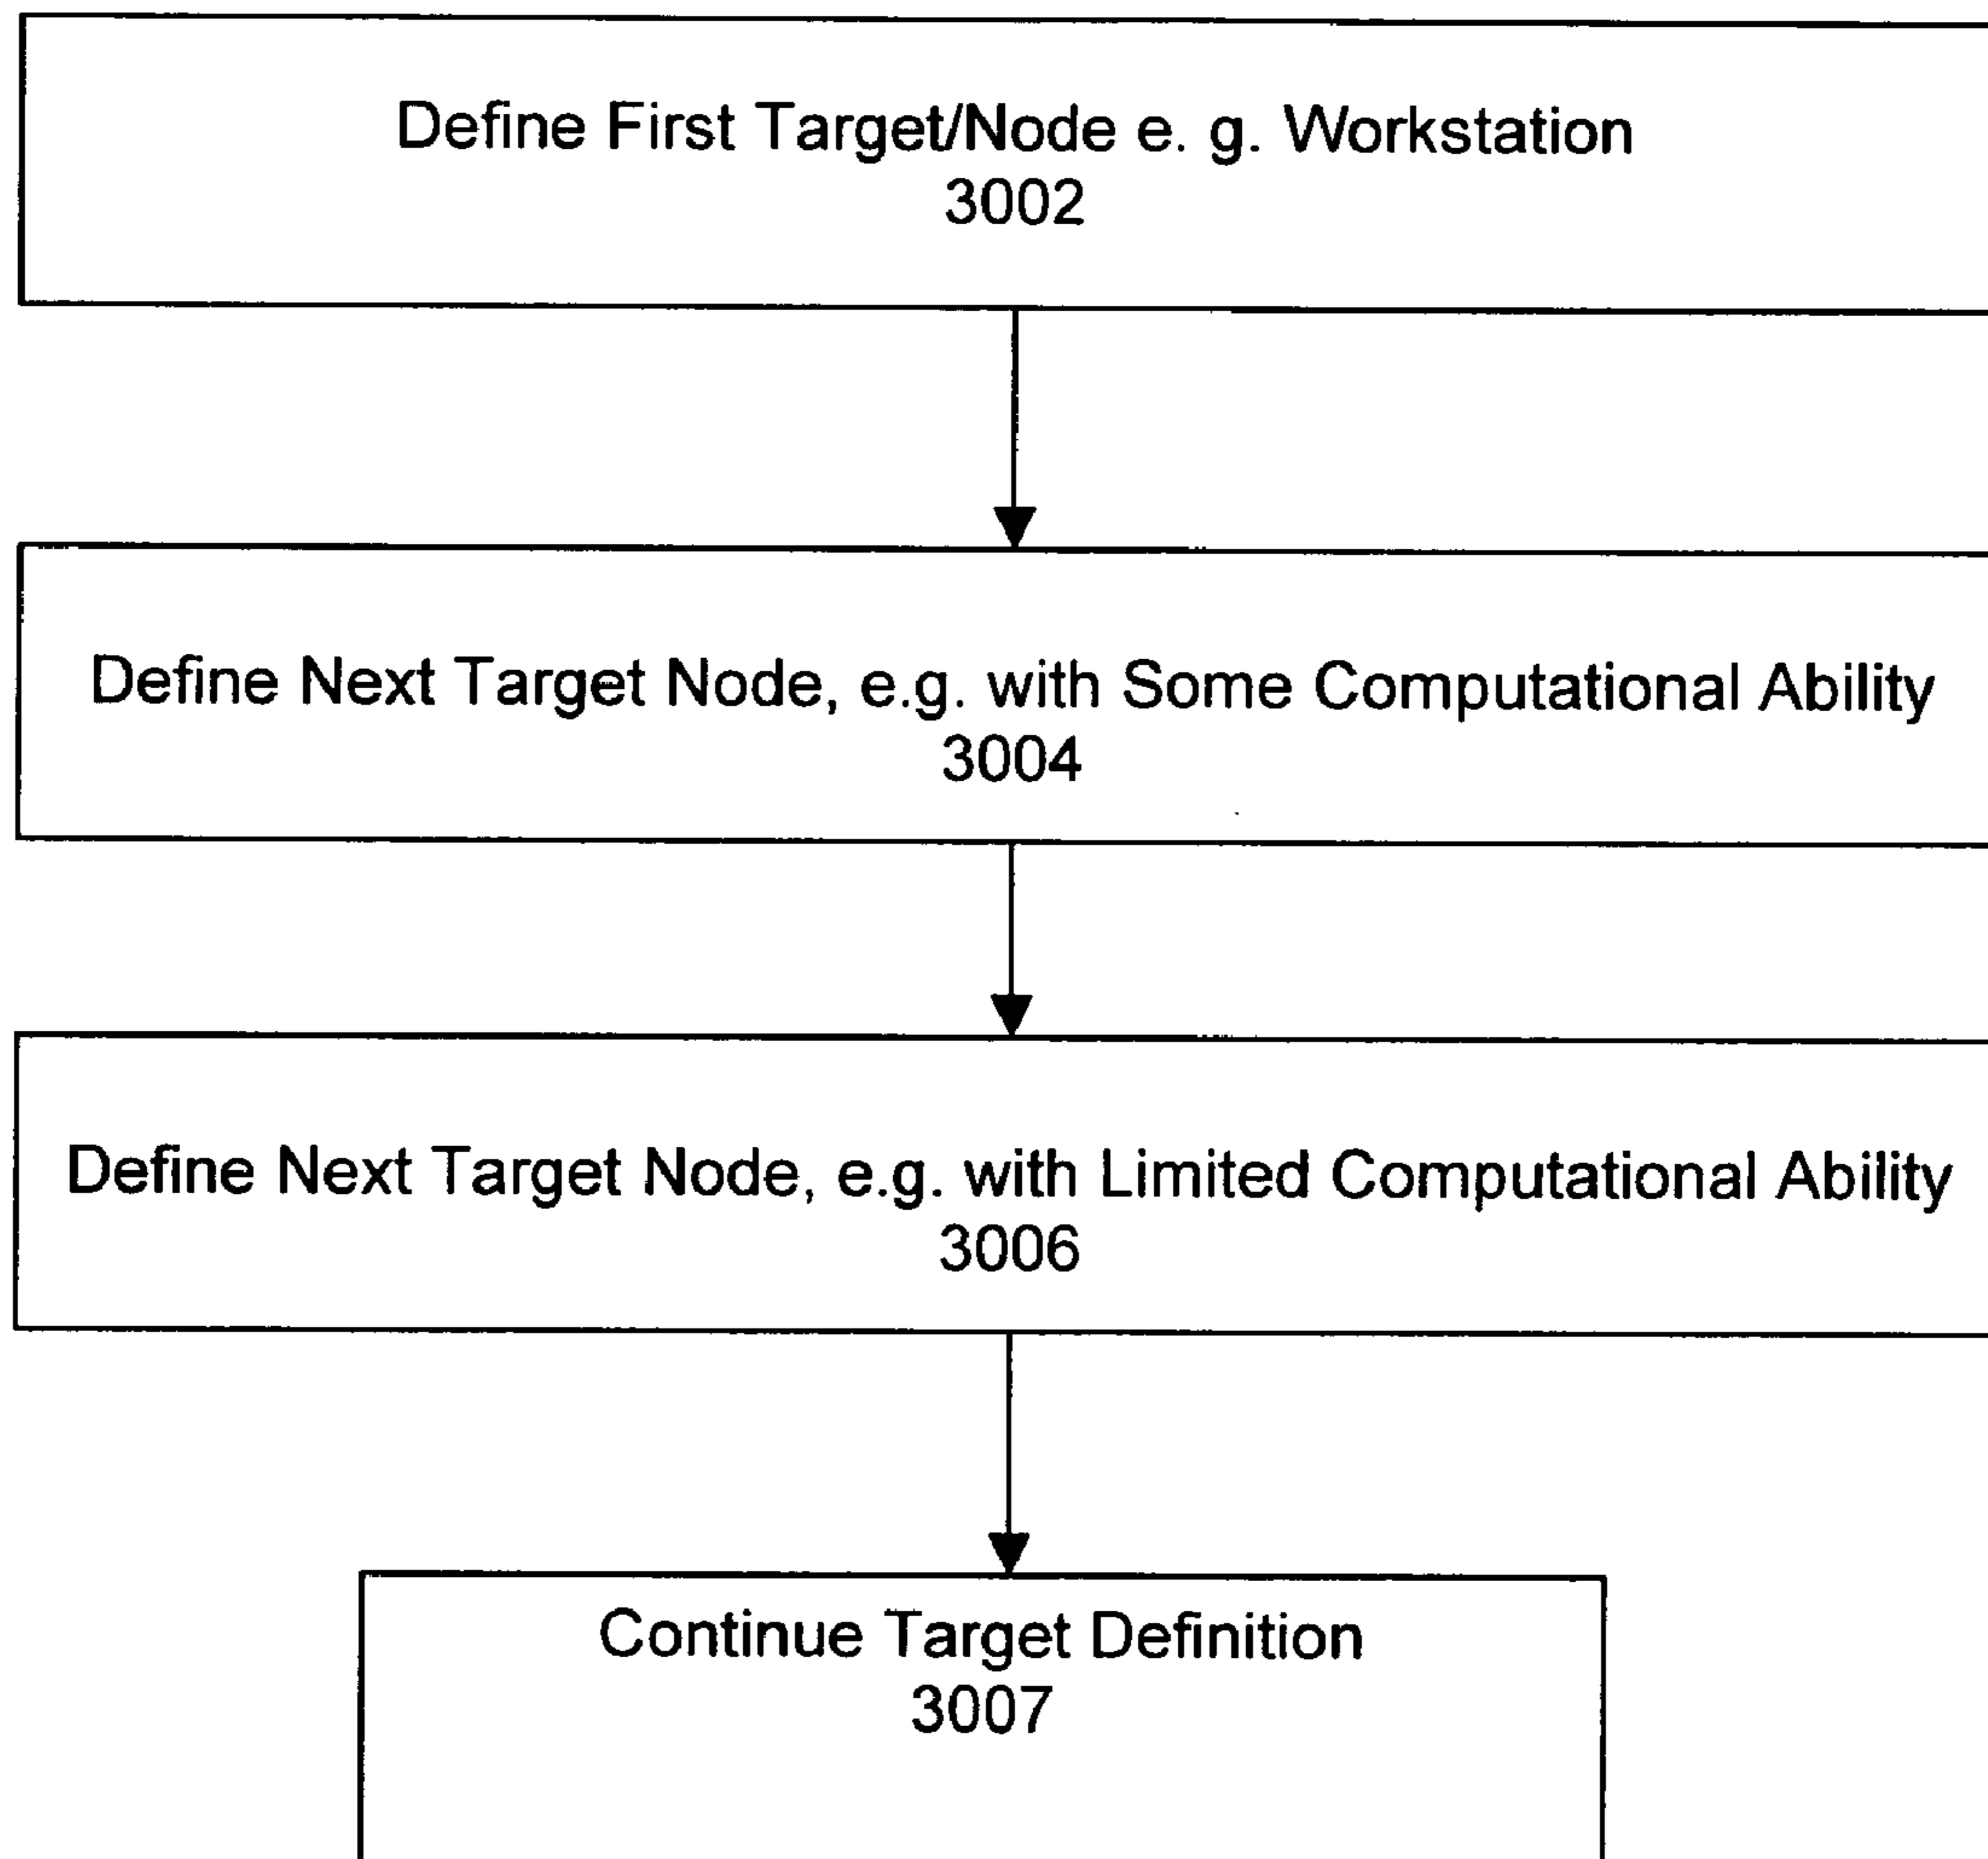 Define First Target/Node e. g. Workstation
3002
Define Next Target Node, e.g. with Some Computational Ability
3004
Define Next Target Node, e.g. with Limited Computational Ability
3006
Continue Target Definition
3007